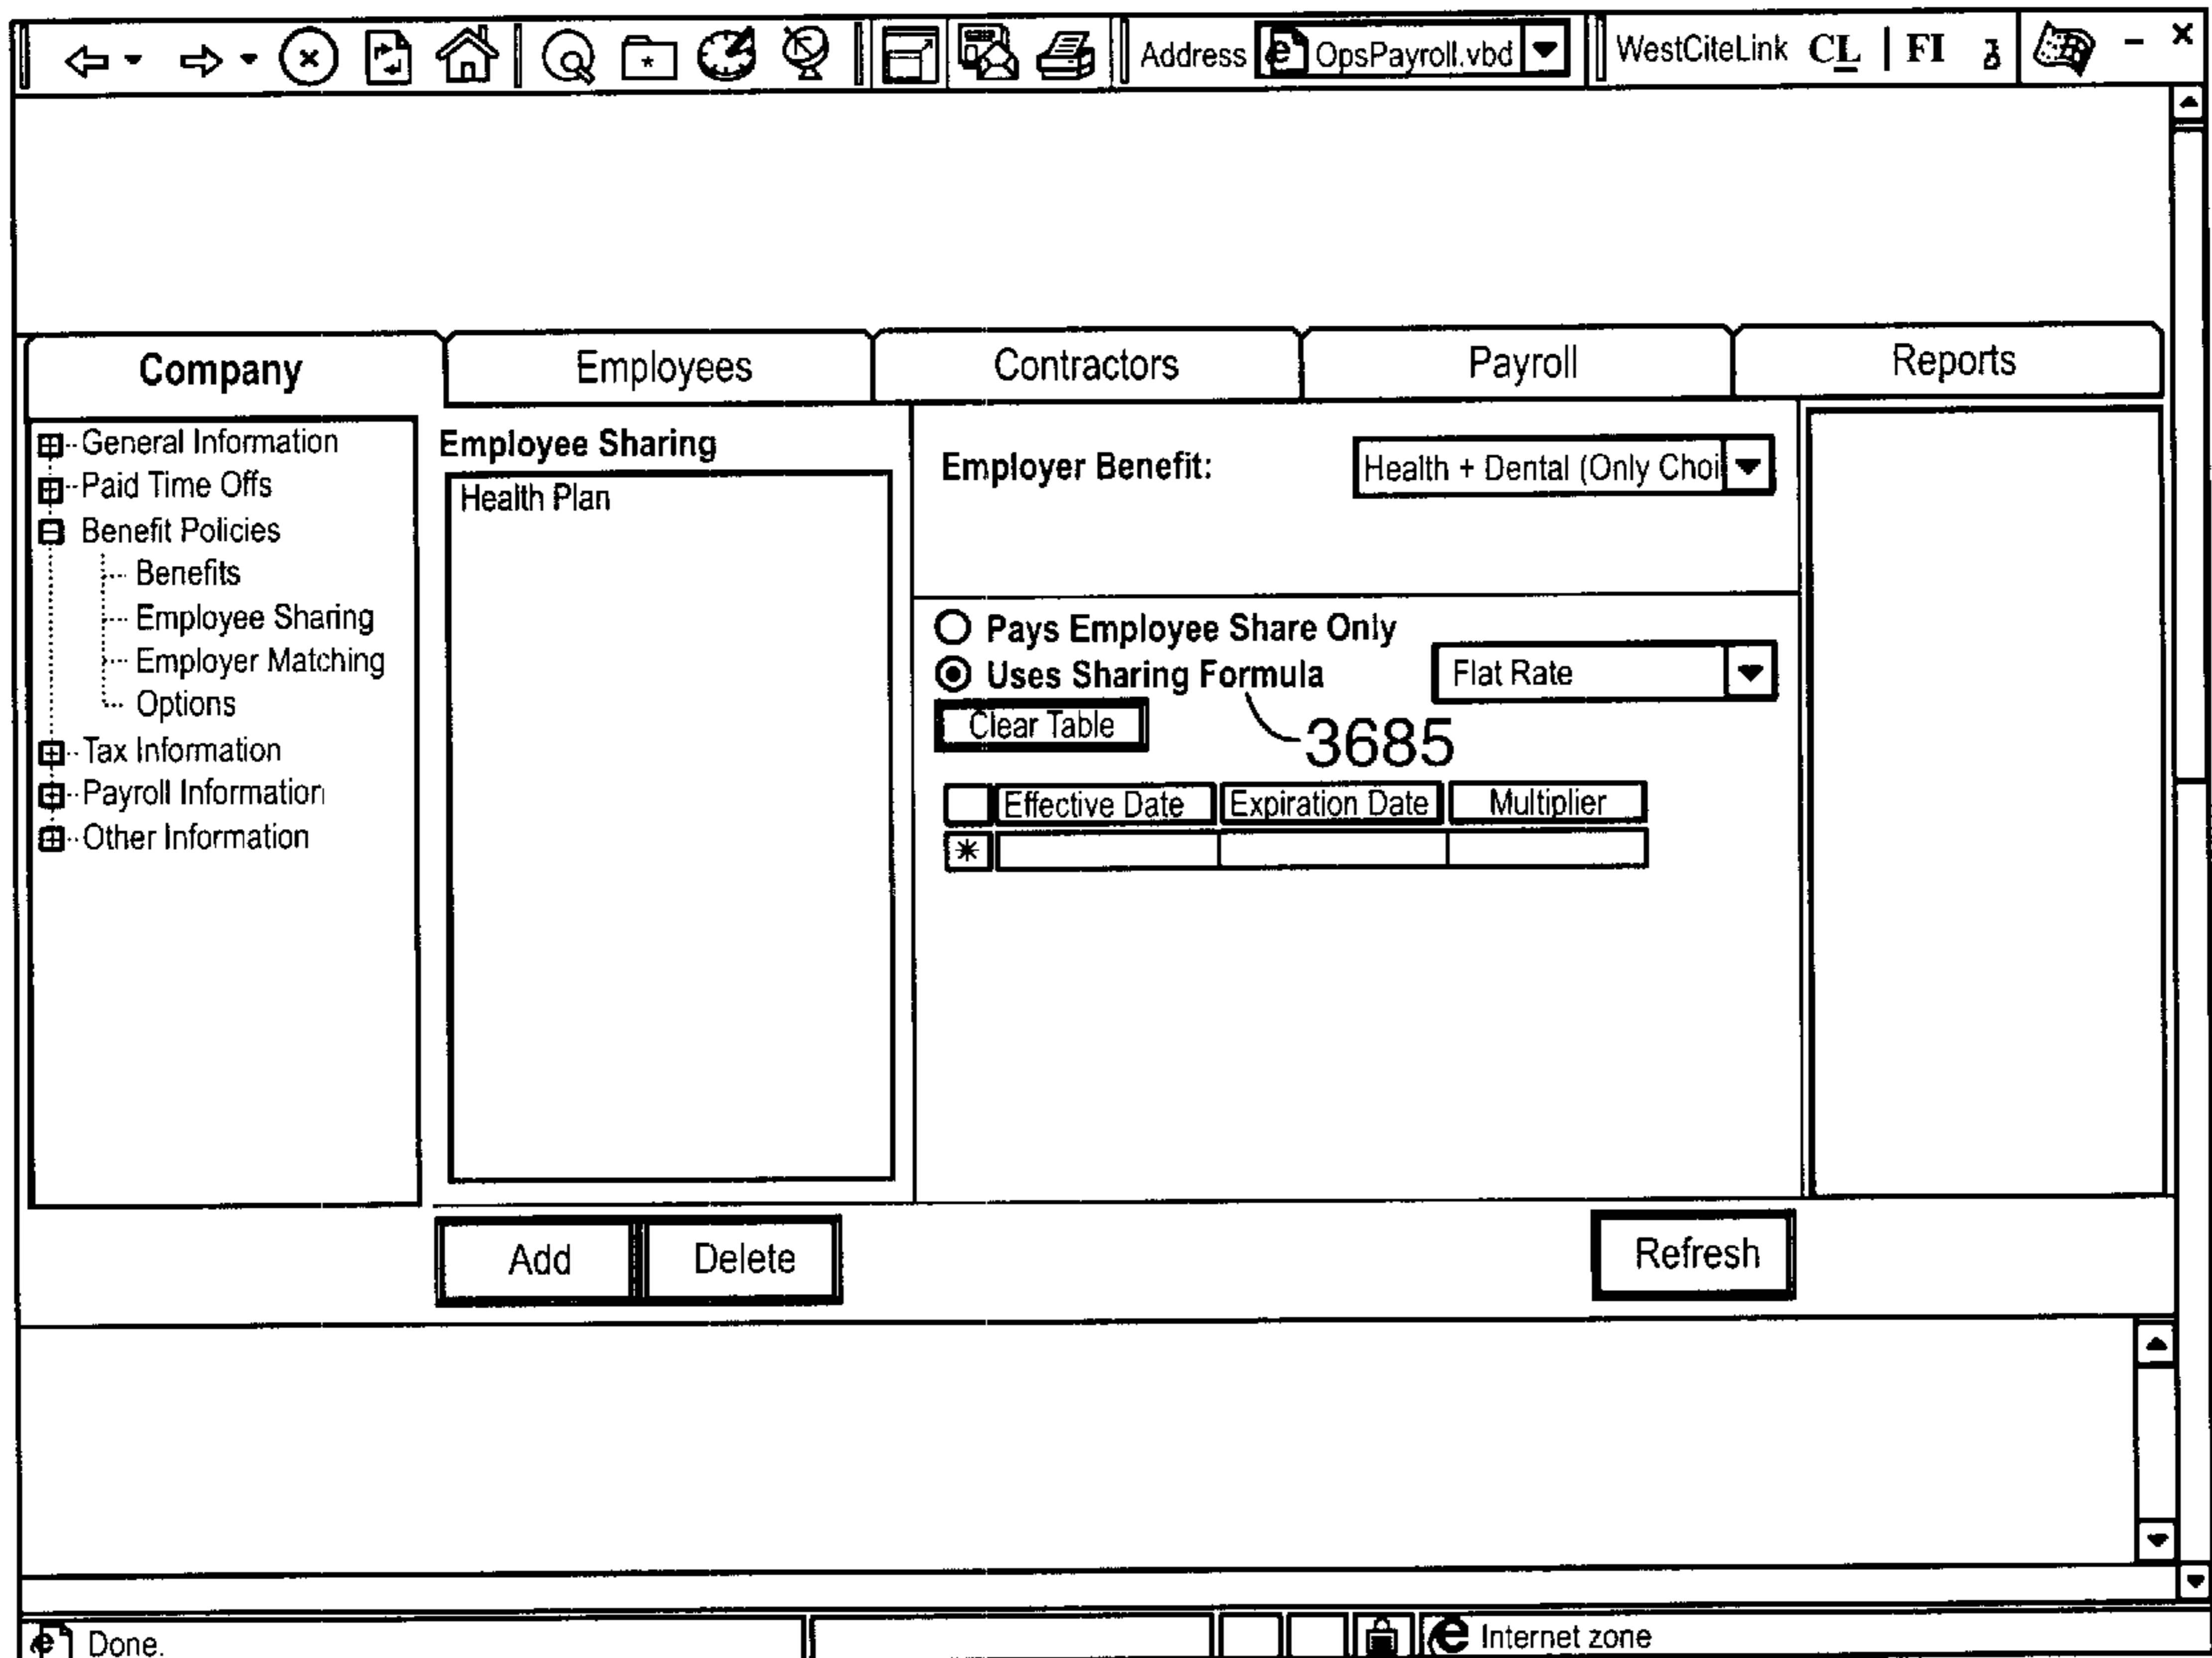 Address OpsPayroll.vbd WestCiteLink CL | FI
Company Employees Contractors Payroll Reports
General Information
Paid Time Offs
Benefit Policies
Benefits
Employee Sharing
Employer Matching
Options
Tax Information
Payroll Information
Other Information
Employee Sharing
Health Plan
Employer Benefit: Health + Dental (Only Choi
Pays Employee Share Only
Uses Sharing Formula Flat Rate
Clear Table
3685
Effective Date Expiration Date Multiplier
*
Add Delete Refresh
Done. Internet zone